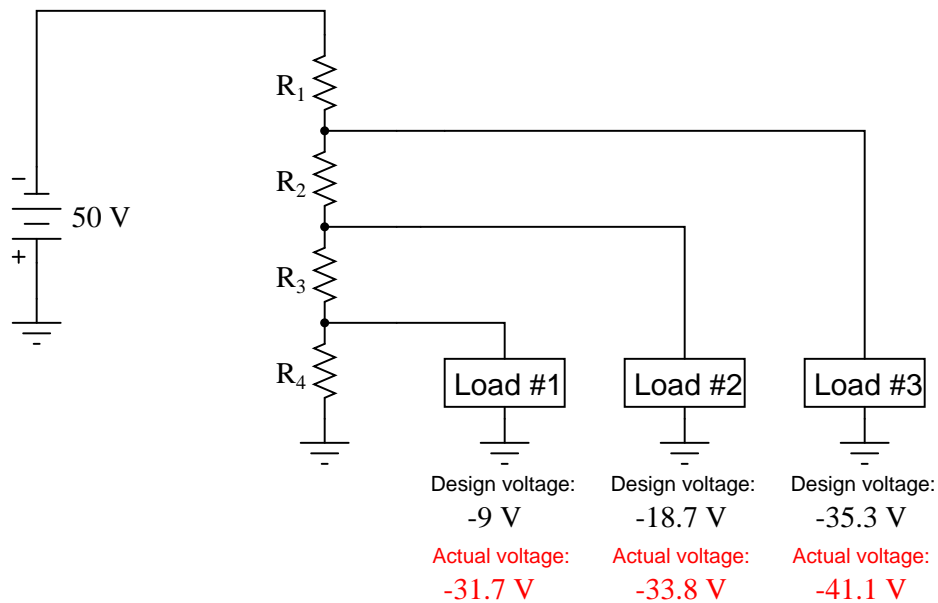 R1
R2
R3
R4
-
50 V
+
Load #1 Load #2 Load #3
Design voltage: Design voltage: Design voltage:
-9 V -18.7 V -35.3 V
Actual voltage: Actual voltage: Actual voltage:
-31.7 V -33.8 V -41.1 V